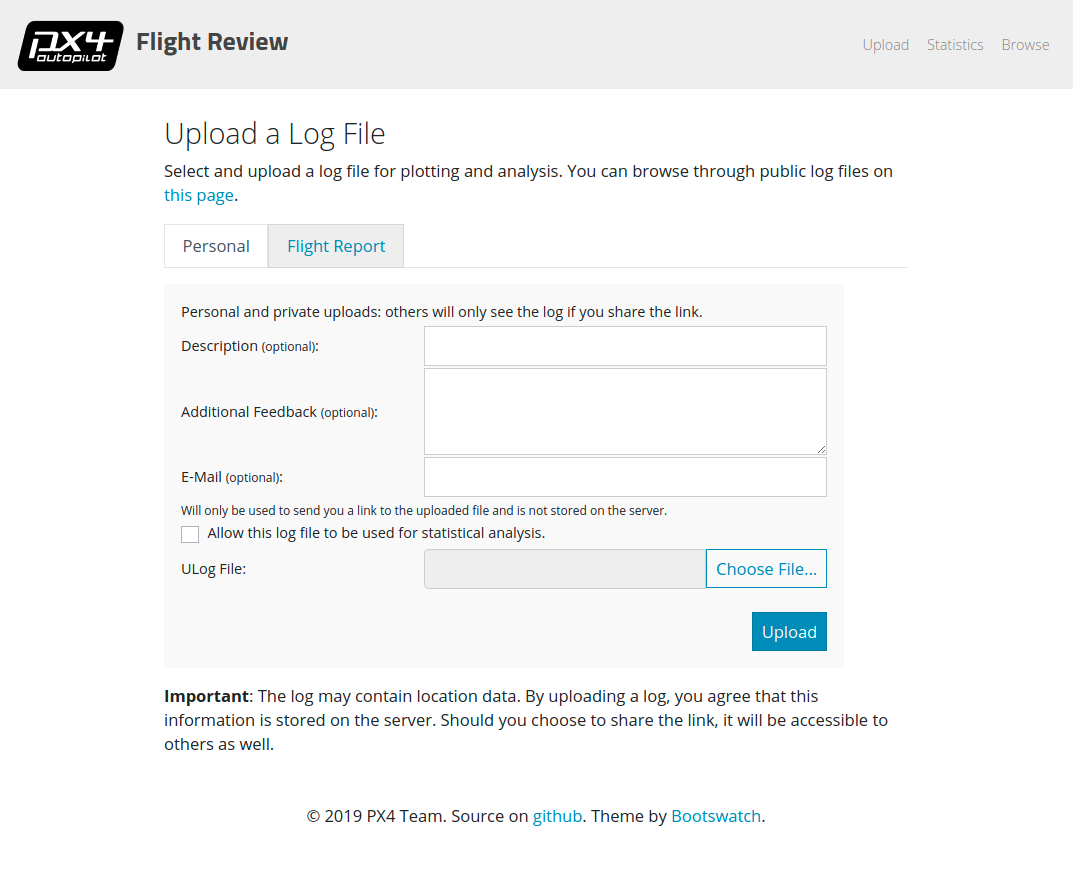 PX4
autopilot
Flight Review
Upload Statistics Browse
Upload a Log File
Select and upload a log file for plotting and analysis. You can browse through public log files on
this page.
Personal Flight Report
Personal and private uploads: others will only see the log if you share the link.
Description (optional):
Additional Feedback (optional):
E-Mail (optional):
Will only be used to send you a link to the uploaded file and is not stored on the server.
Allow this log file to be used for statistical analysis.
ULog File: Choose File...
Upload
Important: The log may contain location data. By uploading a log, you agree that this
information is stored on the server. Should you choose to share the link, it will be accessible to
others as well.
© 2019 PX4 Team. Source on github. Theme by Bootswatch.